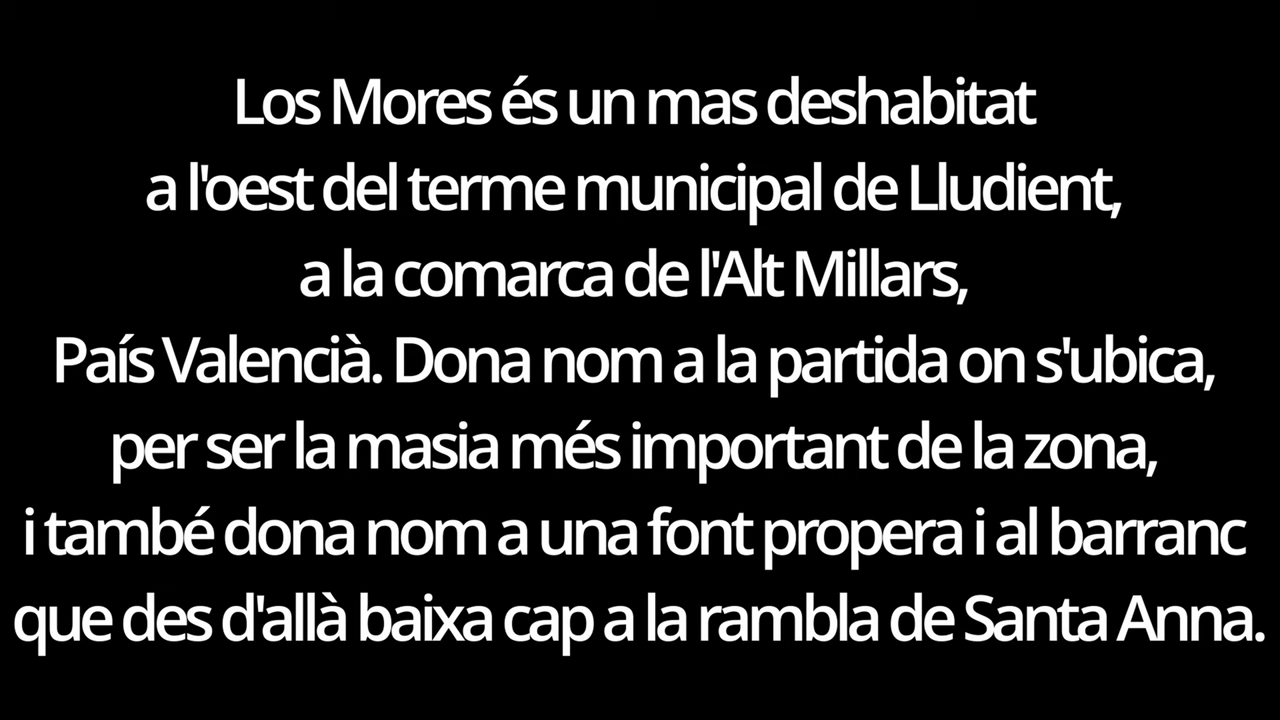 Los Mores és un mas deshabitat
a l'oest del terme municipal de Lludient,
a la comarca de l'Alt Millars,
País Valencià. Dona nom a la partida on s'ubica,
per ser la masia més important de la zona,
i també dona nom a una font propera i al barranc
que des d'allà baixa cap a la rambla de Santa Anna.